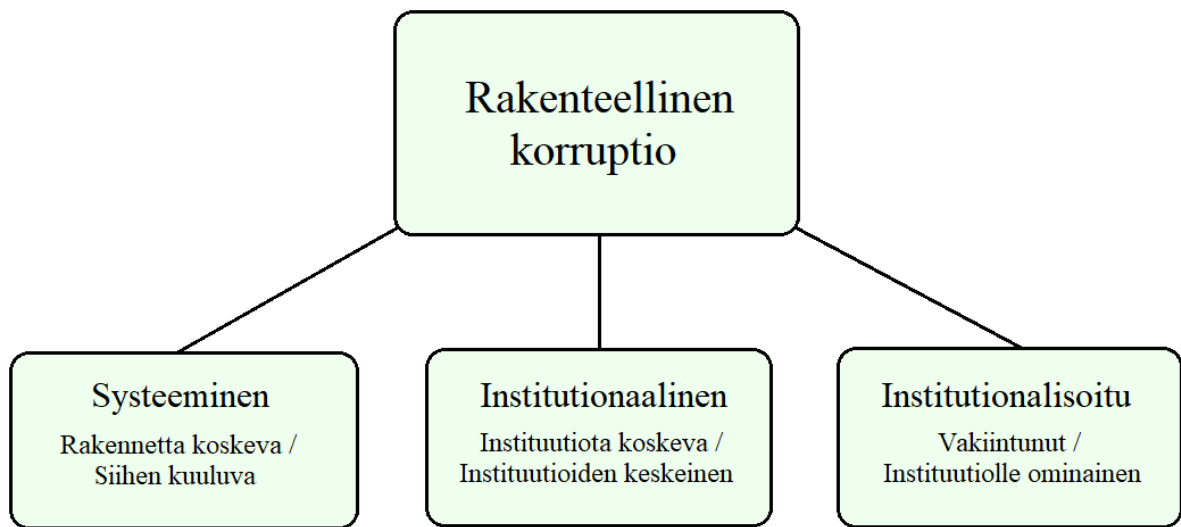 Rakenteellinen
korruptio
Systeeminen
Rakennetta koskeva /
Siihen kuuluva
Institutionaalinen
Instituutiota koskeva /
Instituutioiden keskeinen
Institutionalisoitu
Vakiintunut /
Instituutiolle ominainen